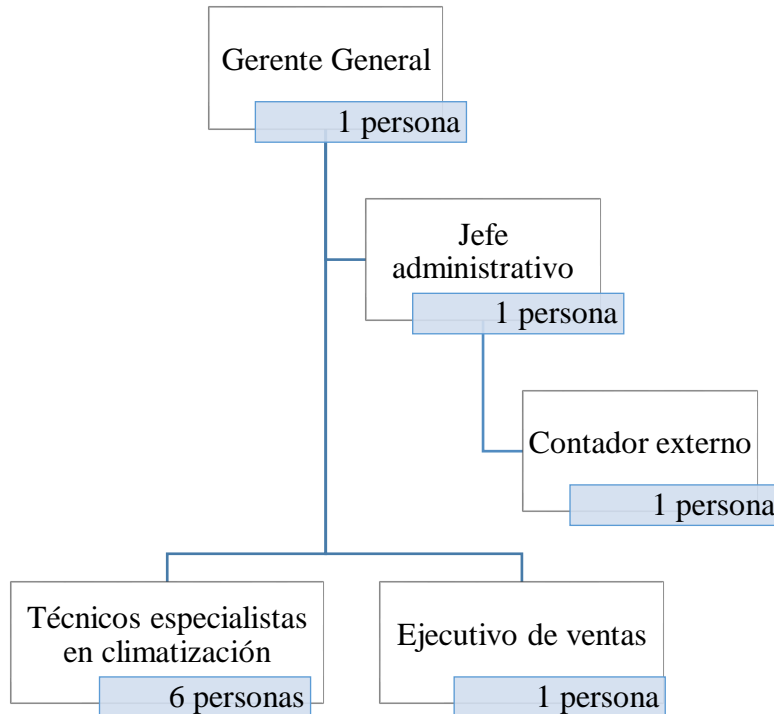 Gerente General
1 persona
Jefe
administrativo
1 persona
Contador externo
1 persona
Técnicos especialistas
en climatización
6 personas
Ejecutivo de ventas
1 persona